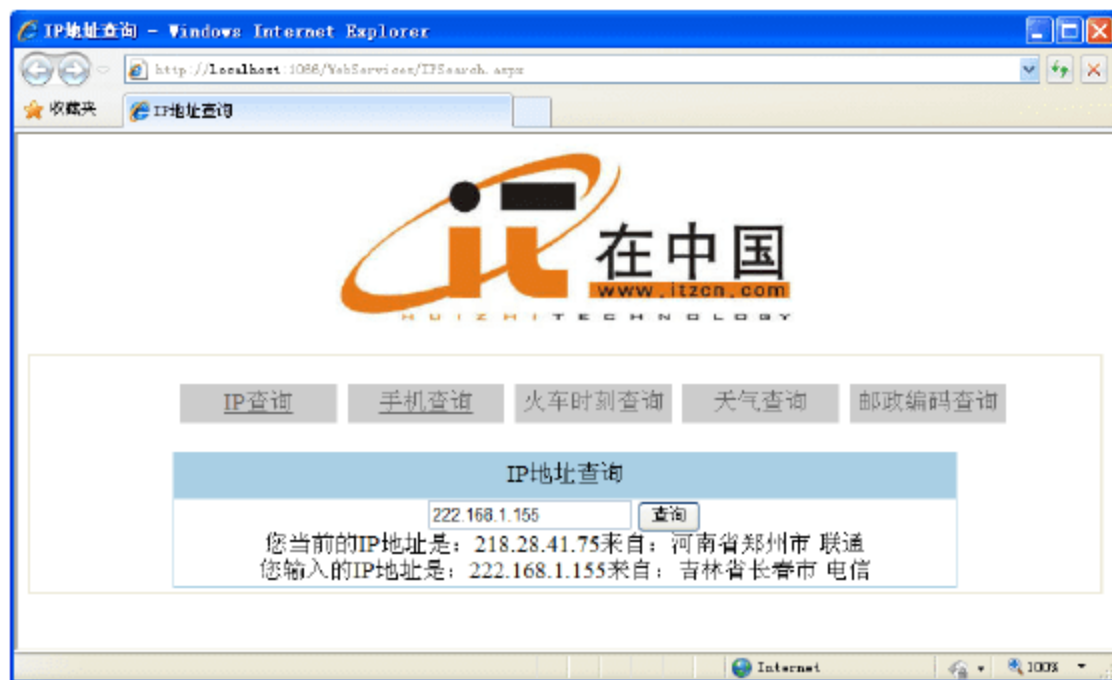 IP地址查询 - Windows Internet Explorer
http://localhost:1086/WebServices/IPSearch.aspx
收藏夹 IP地址查询
it 在中国
www.itzcn.com
HUIZHITECHNOLOGY
IP查询 手机查询 火车时刻查询 天气查询 邮政编码查询
IP地址查询
222.168.1.155 查询
您当前的IP地址是：218.28.41.75来自：河南省郑州市 联通
您输入的IP地址是：222.168.1.155来自：吉林省长春市 电信
Internet 100%